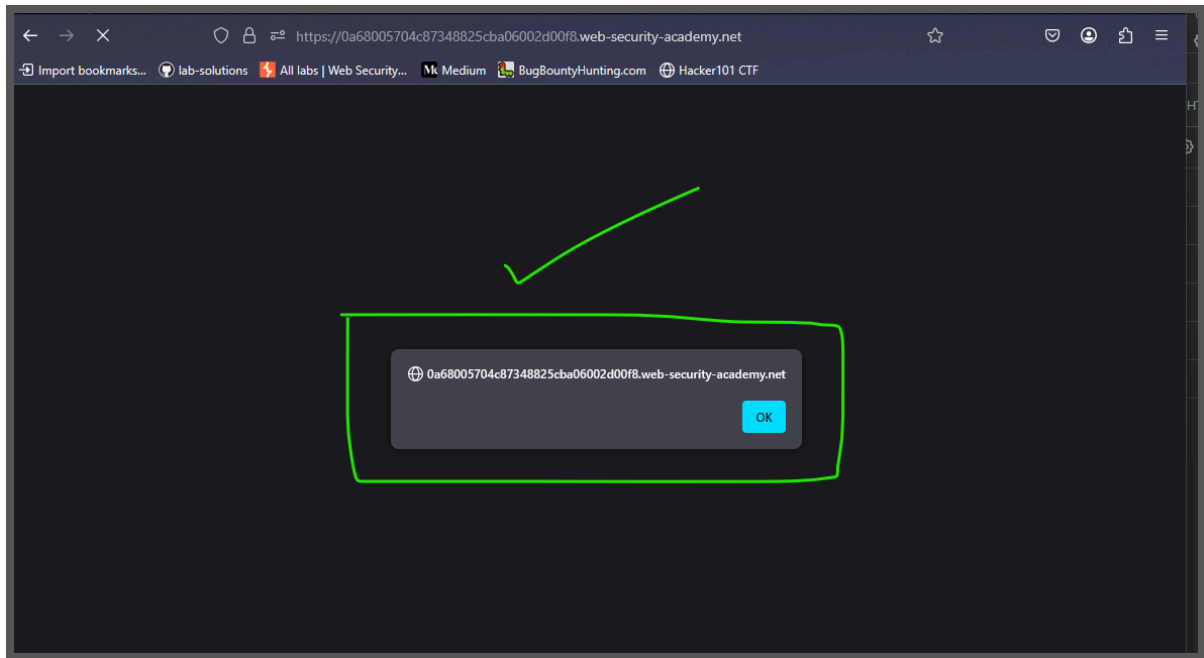 https://0a68005704c87348825cba06002d00f8.web-security-academy.net
Import bookmarks... lab-solutions All labs | Web Security... Medium BugBountyHunting.com Hacker101 CTF
0a68005704c87348825cba06002d00f8.web-security-academy.net
OK